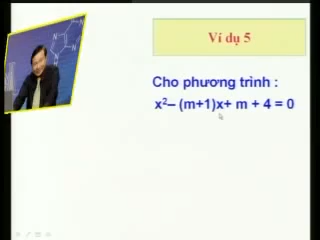 Ví dụ 5
Cho phương trình :
x²– (m+1)x+ m + 4 = 0